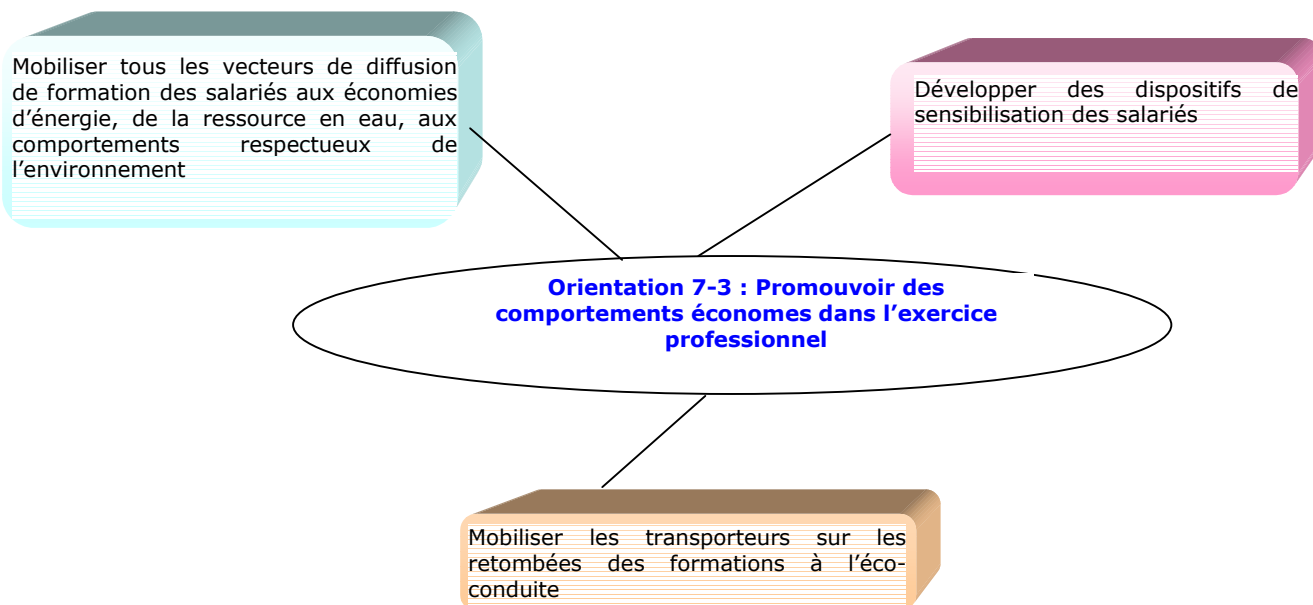 Mobiliser tous les vecteurs de diffusion
de formation des salariés aux économies
d’énergie, de la ressource en eau, aux
comportements respectueux de
l’environnement
Développer des dispositifs de
sensibilisation des salariés
Orientation 7-3 : Promouvoir des
comportements économes dans l’exercice
professionnel
Mobiliser les transporteurs sur les
retombées des formations à l’éco-
conduite